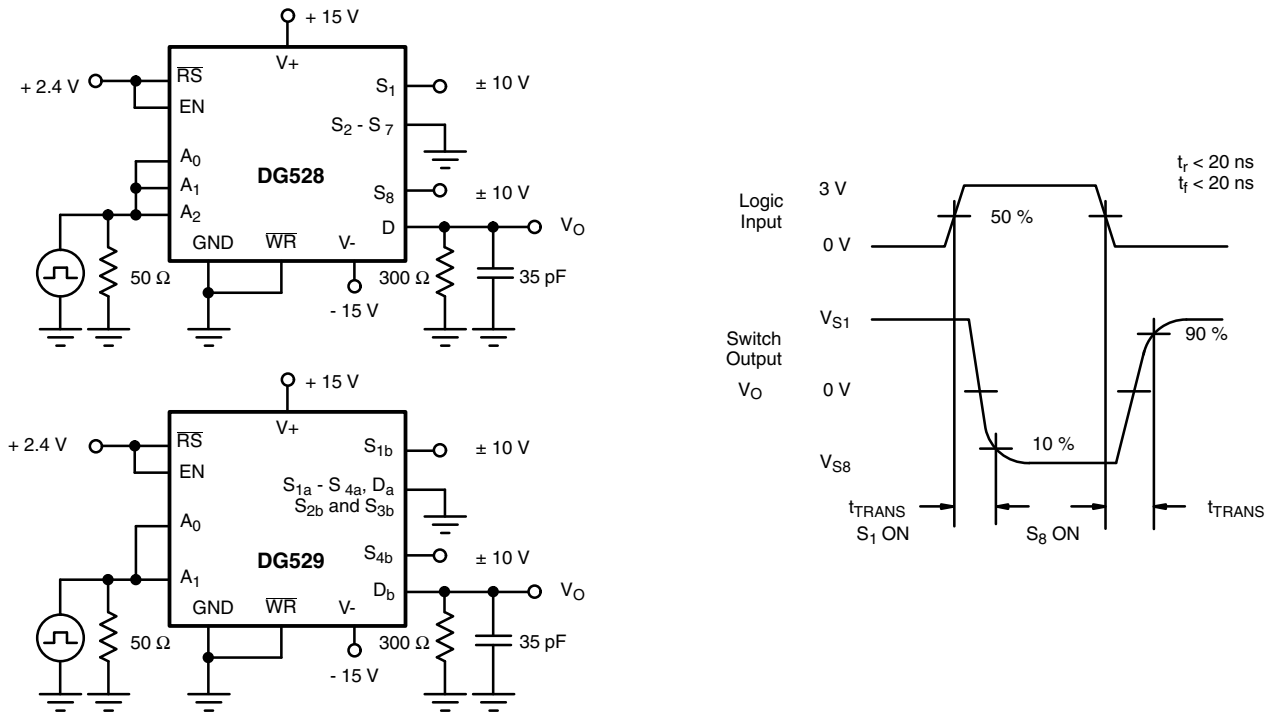 + 15 V
V+
+ 2.4 V
RS
EN
S1
± 10 V
S2 - S 7
A0
A1
A2
DG528
S8
± 10 V
D
VO
GND
WR
V-
50 Ω
300 Ω
35 pF
- 15 V
+ 15 V
V+
+ 2.4 V
RS
EN
S1b
± 10 V
S1a - S 4a, Da
S2b and S3b
A0
A1
DG529
S4b
± 10 V
Db
VO
GND
WR
V-
50 Ω
300 Ω
35 pF
- 15 V
tr < 20 ns
tf < 20 ns
Logic
Input
3 V
50 %
0 V
VS1
Switch
Output
VO
0 V
90 %
10 %
VS8
tTRANS
tTRANS
S1 ON
S8 ON